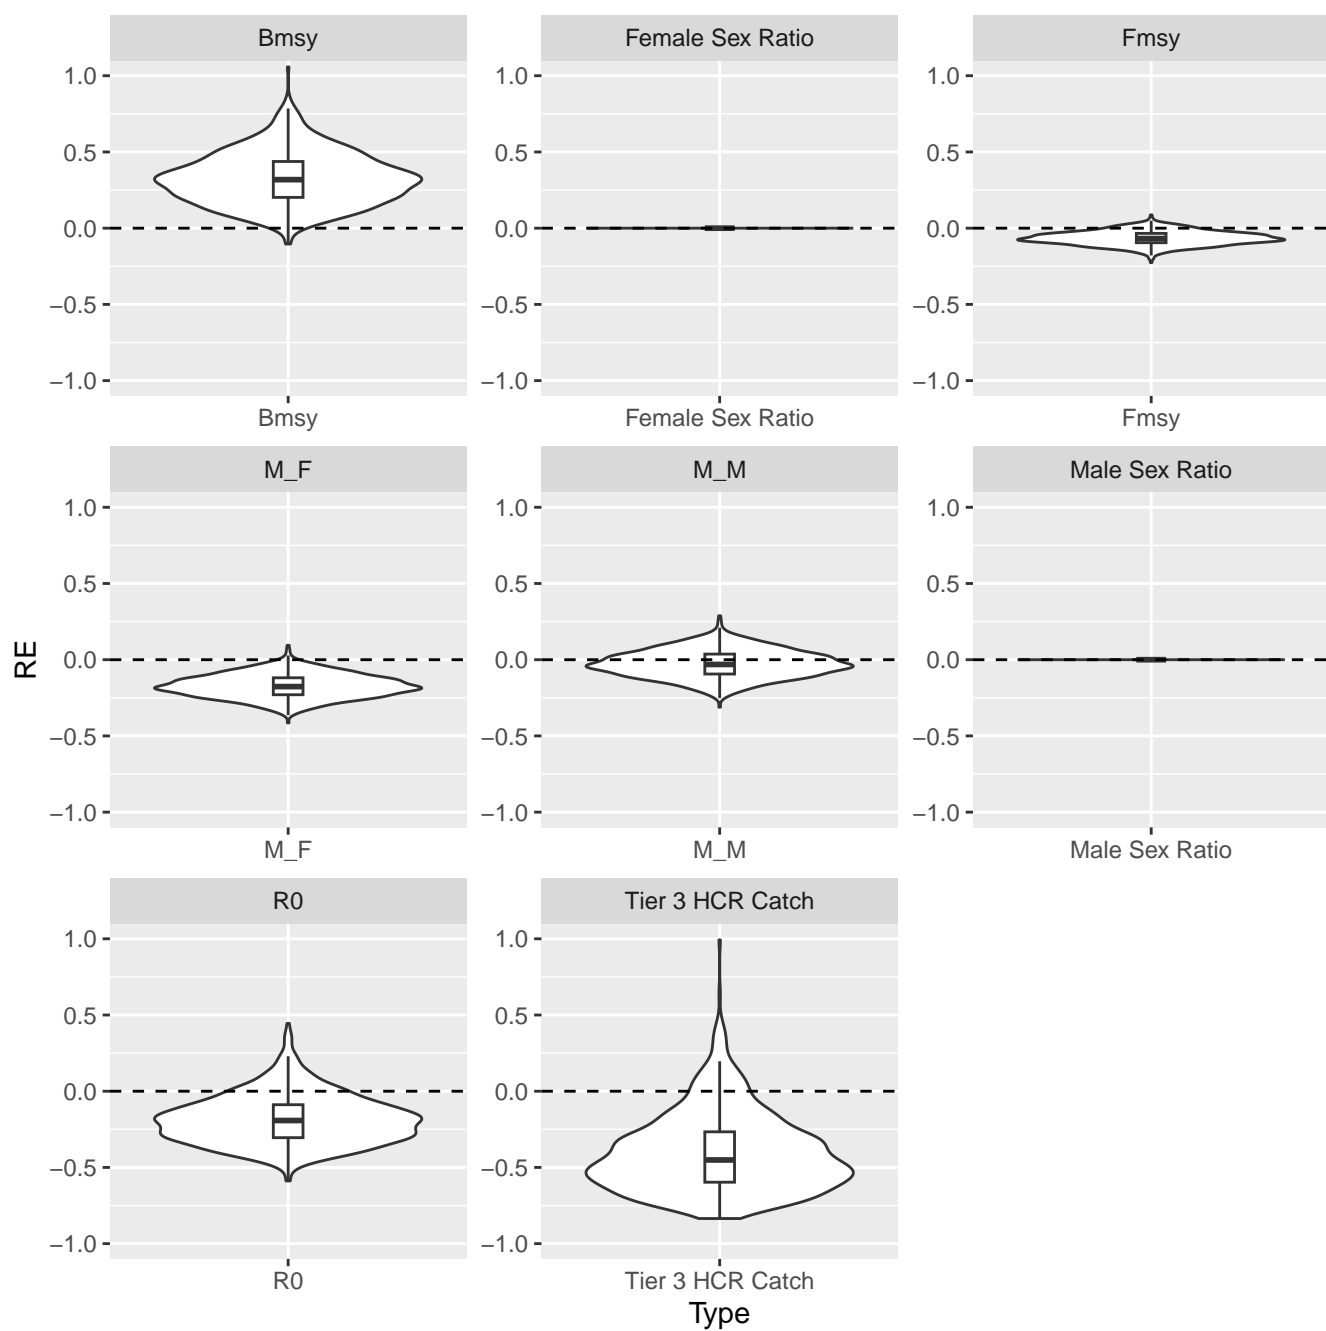 Bmsy Female Sex Ratio Fmsy
1.0 1.0 1.0
0.5 0.5 0.5
0.0 0.0 0.0
−0.5 −0.5 −0.5
−1.0 −1.0 −1.0
Bmsy Female Sex Ratio Fmsy
M_F M_M Male Sex Ratio
1.0 1.0 1.0
0.5 0.5 0.5
RE
0.0 0.0 0.0
−0.5 −0.5 −0.5
−1.0 −1.0 −1.0
M_F M_M Male Sex Ratio
R0 Tier 3 HCR Catch
1.0 1.0
0.5 0.5
0.0 0.0
−0.5 −0.5
−1.0 −1.0
R0 Tier 3 HCR Catch
Type